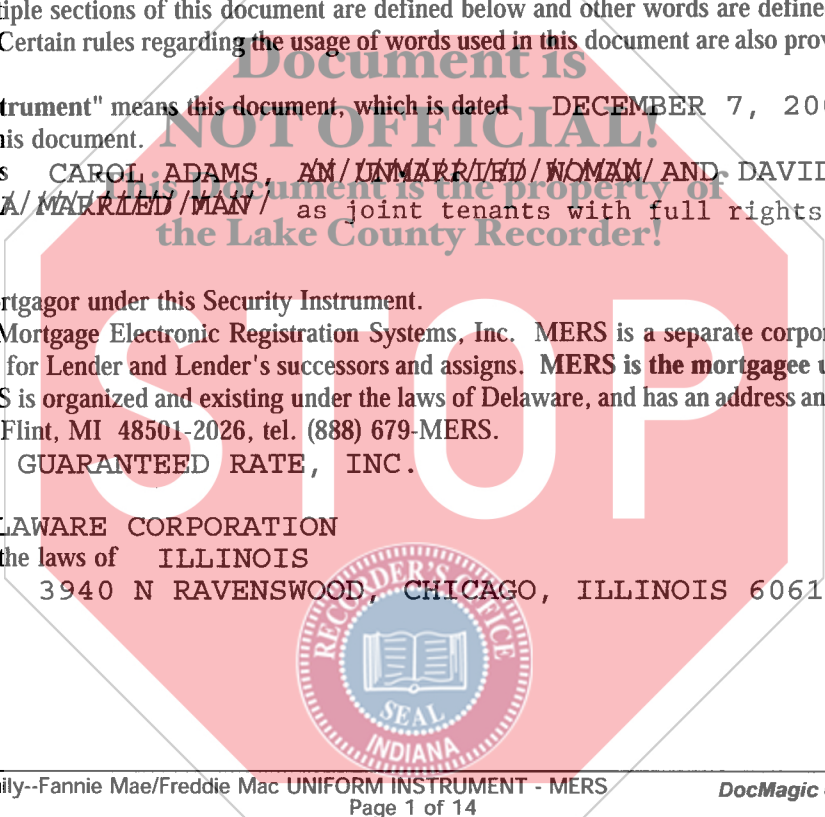 tiple sections of this document are defined below and other words are define
Certain rules regarding the usage of words used in this document are also prov
Document is
trument" means this document, which is dated DECEMBER 7, 20
NOT OFFICIAL!
his document.
s CAROL ADAMS, AN/UNMARRIED/WOMAN/ AND DAVID
This Document is the property of
A/MARRIED/MAN/ as joint tenants with full rights
the Lake County Recorder!
rtgagor under this Security Instrument.
Mortgage Electronic Registration Systems, Inc. MERS is a separate corpor
for Lender and Lender's successors and assigns. MERS is the mortgagee u
S is organized and existing under the laws of Delaware, and has an address an
Flint, MI 48501-2026, tel. (888) 679-MERS.
STOP
GUARANTEED RATE, INC.
LAWARE CORPORATION
the laws of ILLINOIS
3940 N RAVENSWOOD, CHICAGO, ILLINOIS 6061
RECORDER'S OFFICE
SEAL
INDIANA
ily--Fannie Mae/Freddie Mac UNIFORM INSTRUMENT - MERS
DocMagic
Page 1 of 14